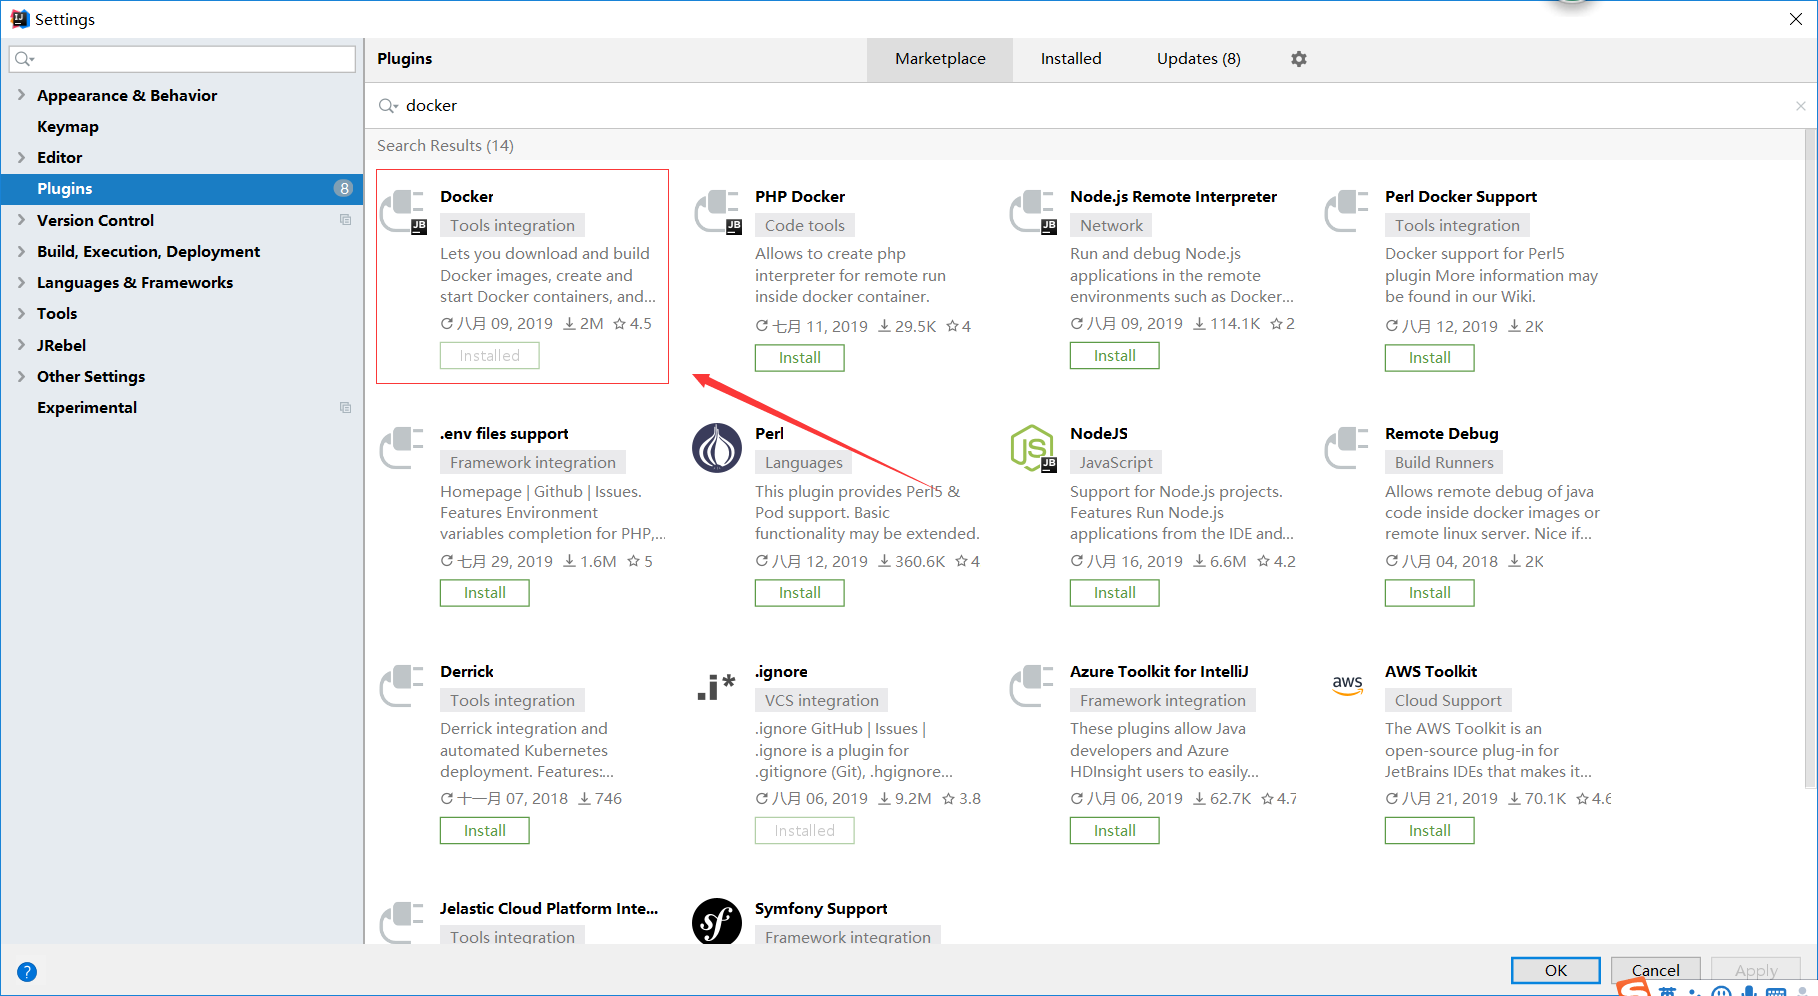 Settings
Plugins
Marketplace
Installed
Updates (8)
docker
Search Results (14)
Appearance & Behavior
Keymap
Editor
Plugins 8
Version Control
Build, Execution, Deployment
Languages & Frameworks
Tools
JRebel
Other Settings
Experimental
Docker
Tools integration
Lets you download and build
Docker images, create and
start Docker containers, and...
八月 09, 2019 2M 4.5
Installed
PHP Docker
Code tools
Allows to create php
interpreter for remote run
inside docker container.
七月 11, 2019 29.5K 4
Install
Node.js Remote Interpreter
Network
Run and debug Node.js
applications in the remote
environments such as Docker...
八月 09, 2019 114.1K 2
Install
Perl Docker Support
Tools integration
Docker support for Perl5
plugin More information may
be found in our Wiki.
八月 12, 2019 2K
Install
.env files support
Framework integration
Homepage | Github | Issues.
Features Environment
variables completion for PHP,...
七月 29, 2019 1.6M 5
Install
Perl
Languages
This plugin provides Perl5 &
Pod support. Basic
functionality may be extended.
八月 12, 2019 360.6K 4
Install
JS
NodeJS
JavaScript
Support for Node.js projects.
Features Run Node.js
applications from the IDE and...
八月 16, 2019 6.6M 4.2
Install
Remote Debug
Build Runners
Allows remote debug of java
code inside docker images or
remote linux server. Nice if...
八月 04, 2018 2K
Install
Derrick
Tools integration
Derrick integration and
automated Kubernetes
deployment. Features:...
十一月 07, 2018 746
Install
.i*
.ignore
VCS integration
.ignore GitHub | Issues |
.ignore is a plugin for
.gitignore (Git), .hgignore...
八月 06, 2019 9.2M 3.8
Installed
Azure Toolkit for IntelliJ
Framework integration
These plugins allow Java
developers and Azure
HDInsight users to easily...
八月 06, 2019 62.7K 4.7
Install
aws
AWS Toolkit
Cloud Support
The AWS Toolkit is an
open-source plug-in for
JetBrains IDEs that makes it...
八月 21, 2019 70.1K 4.6
Install
Jelastic Cloud Platform Inte...
Tools integration
sf
Symfony Support
Framework integration
?
OK
Cancel
Apply